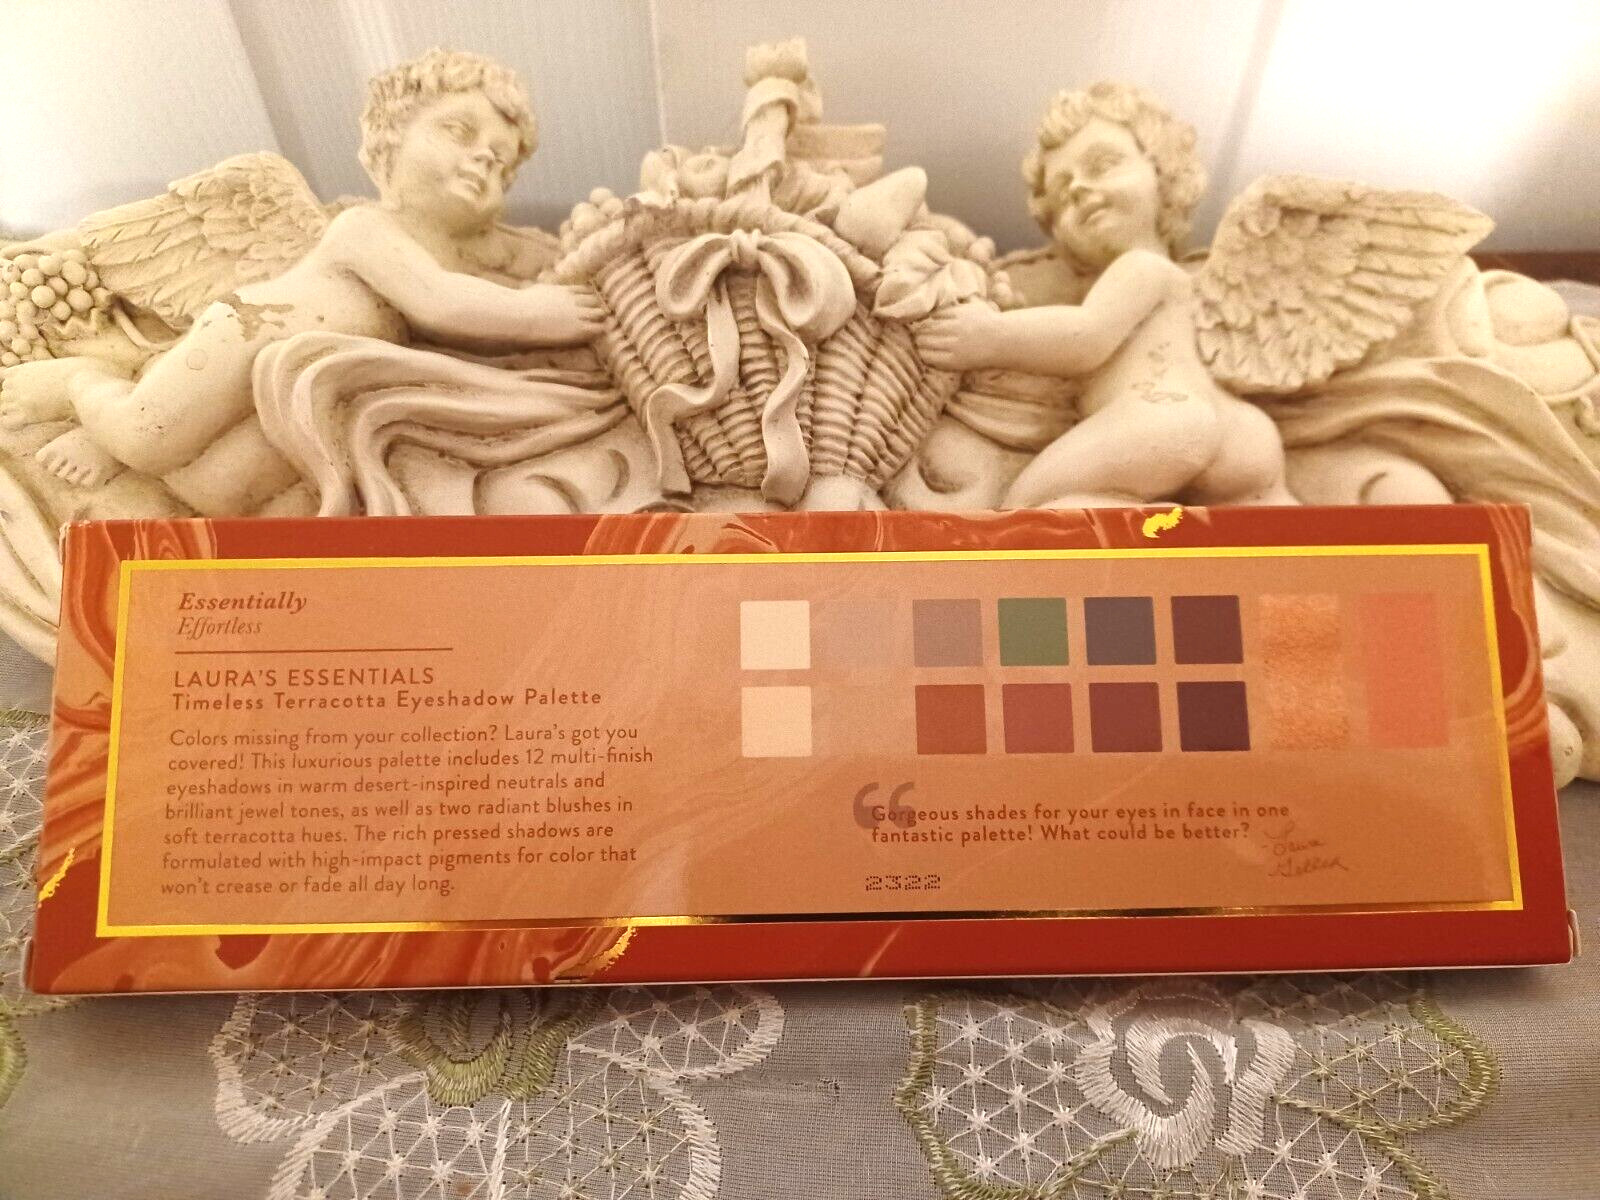 Essentially
Effortless
LAURA'S ESSENTIALS
Timeless Terracotta Eyeshadow Palette
Colors missing from your collection? Laura's got you
covered! This luxurious palette includes 12 multi-finish
eyeshadows in warm desert-inspired neutrals and
brilliant jewel tones, as well as two radiant blushes in
soft terracotta hues. The rich pressed shadows are
formulated with high-impact pigments for color that
won't crease or fade all day long.
“Gorgeous shades for your eyes in face in one
fantastic palette! What could be better?
-Laura
Geller
2322